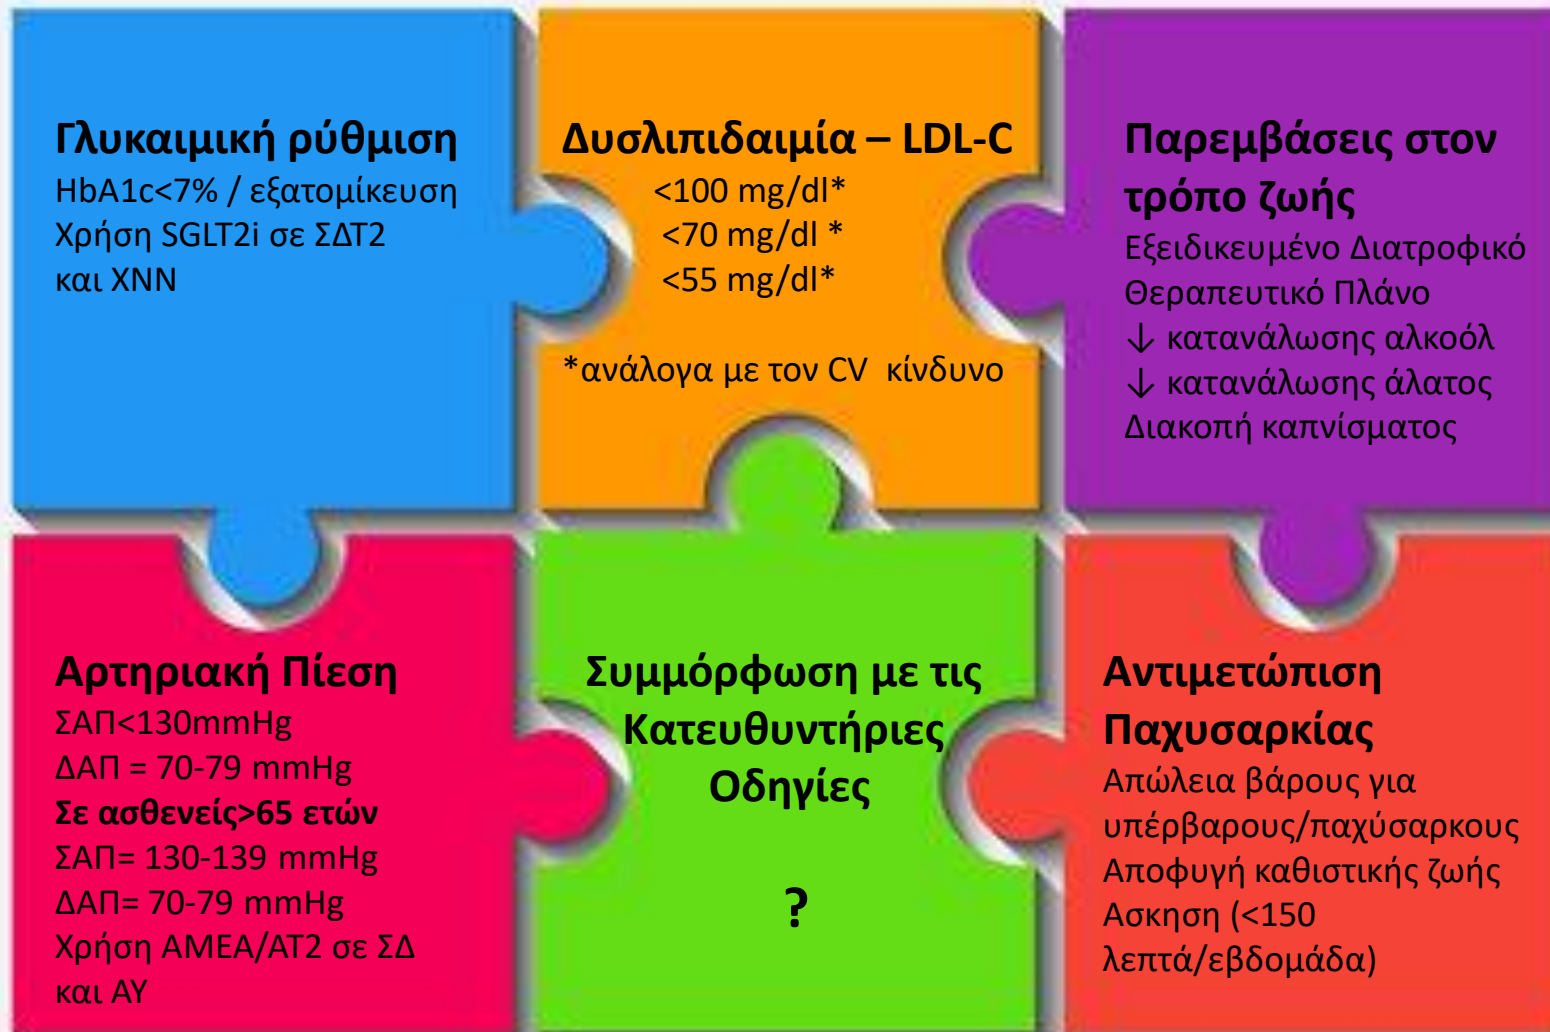 Γλυκαιμική ρύθμιση
HbA1c<7% / εξατομίκευση
Χρήση SGLT2i σε ΣΔΤ2
και ΧΝΝ
Δυσλιπιδαιμία – LDL-C
<100 mg/dl*
<70 mg/dl *
<55 mg/dl*
*ανάλογα με τον CV κίνδυνο
Παρεμβάσεις στον
τρόπο ζωής
Εξειδικευμένο Διατροφικό
Θεραπευτικό Πλάνο
↓ κατανάλωσης αλκοόλ
↓ κατανάλωσης άλατος
Διακοπή καπνίσματος
Αρτηριακή Πίεση
ΣΑΠ<130mmHg
ΔΑΠ = 70-79 mmHg
Σε ασθενείς>65 ετών
ΣΑΠ= 130-139 mmHg
ΔΑΠ= 70-79 mmHg
Χρήση ΑΜΕΑ/ΑΤ2 σε ΣΔ
και ΑΥ
Συμμόρφωση με τις
Κατευθυντήριες
Οδηγίες
?
Αντιμετώπιση
Παχυσαρκίας
Απώλεια βάρους για
υπέρβαρους/παχύσαρκους
Αποφυγή καθιστικής ζωής
Ασκηση (<150
λεπτά/εβδομάδα)